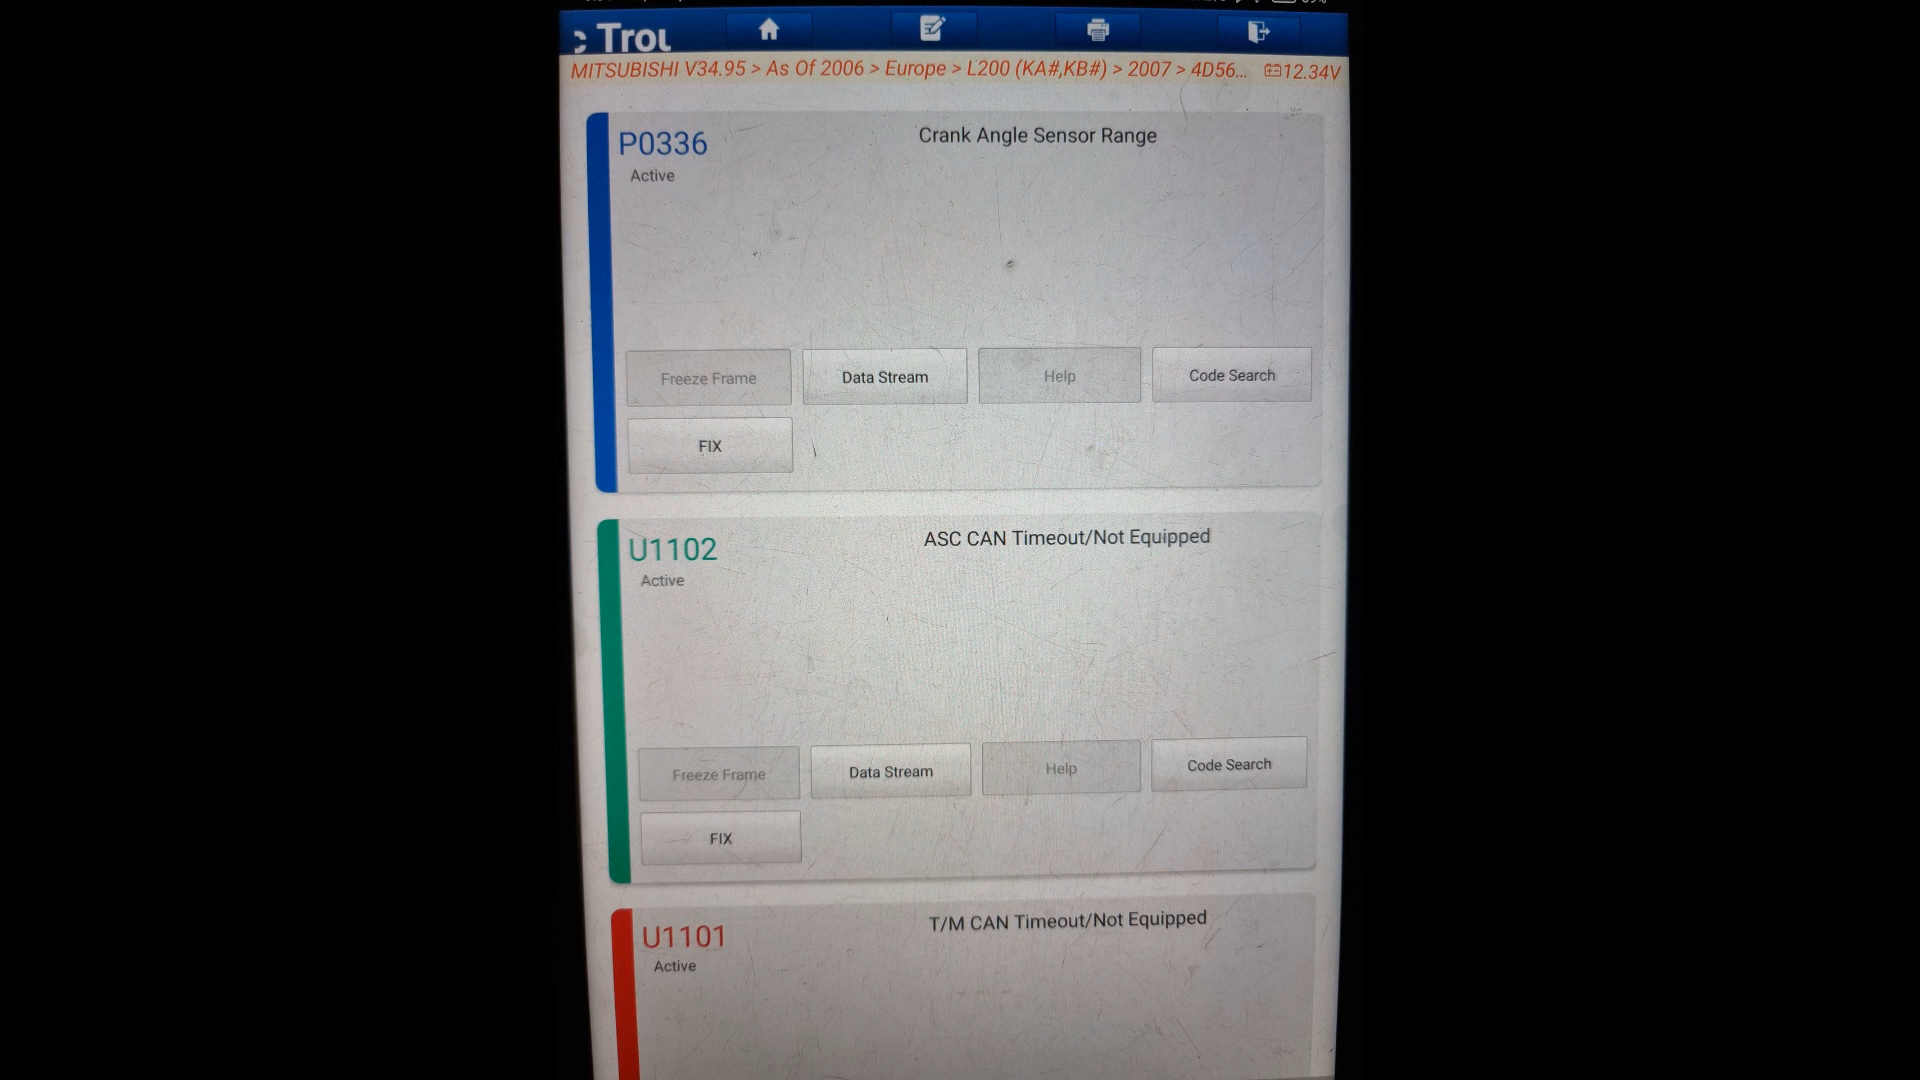 Trou
MITSUBISHI V34.95 > As Of 2006 > Europe > L200 (KA#,KB#) > 2007 > 4D56... 12.34V
P0336
Crank Angle Sensor Range
Active
Freeze Frame
Data Stream
Help
Code Search
FIX
U1102
ASC CAN Timeout/Not Equipped
Active
Freeze Frame
Data Stream
Help
Code Search
FIX
U1101
T/M CAN Timeout/Not Equipped
Active